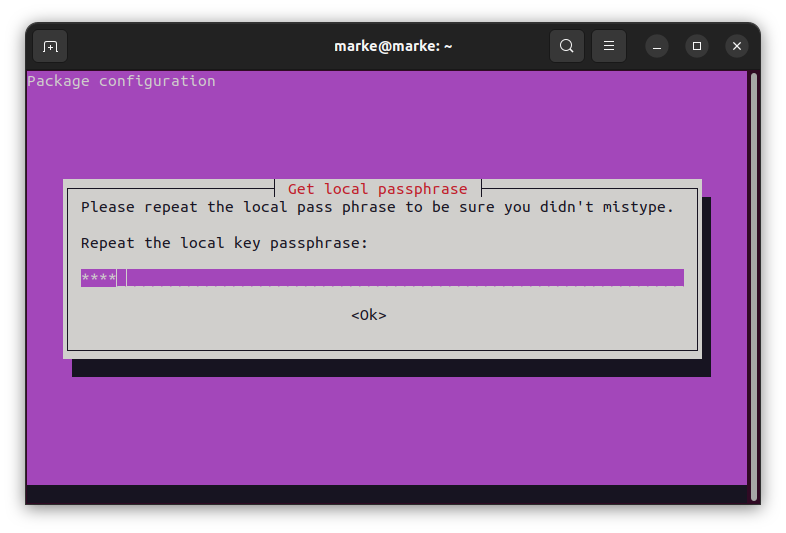 marke@marke: ~
Package configuration
Get local passphrase
Please repeat the local pass phrase to be sure you didn't mistype.
Repeat the local key passphrase:
****
<Ok>